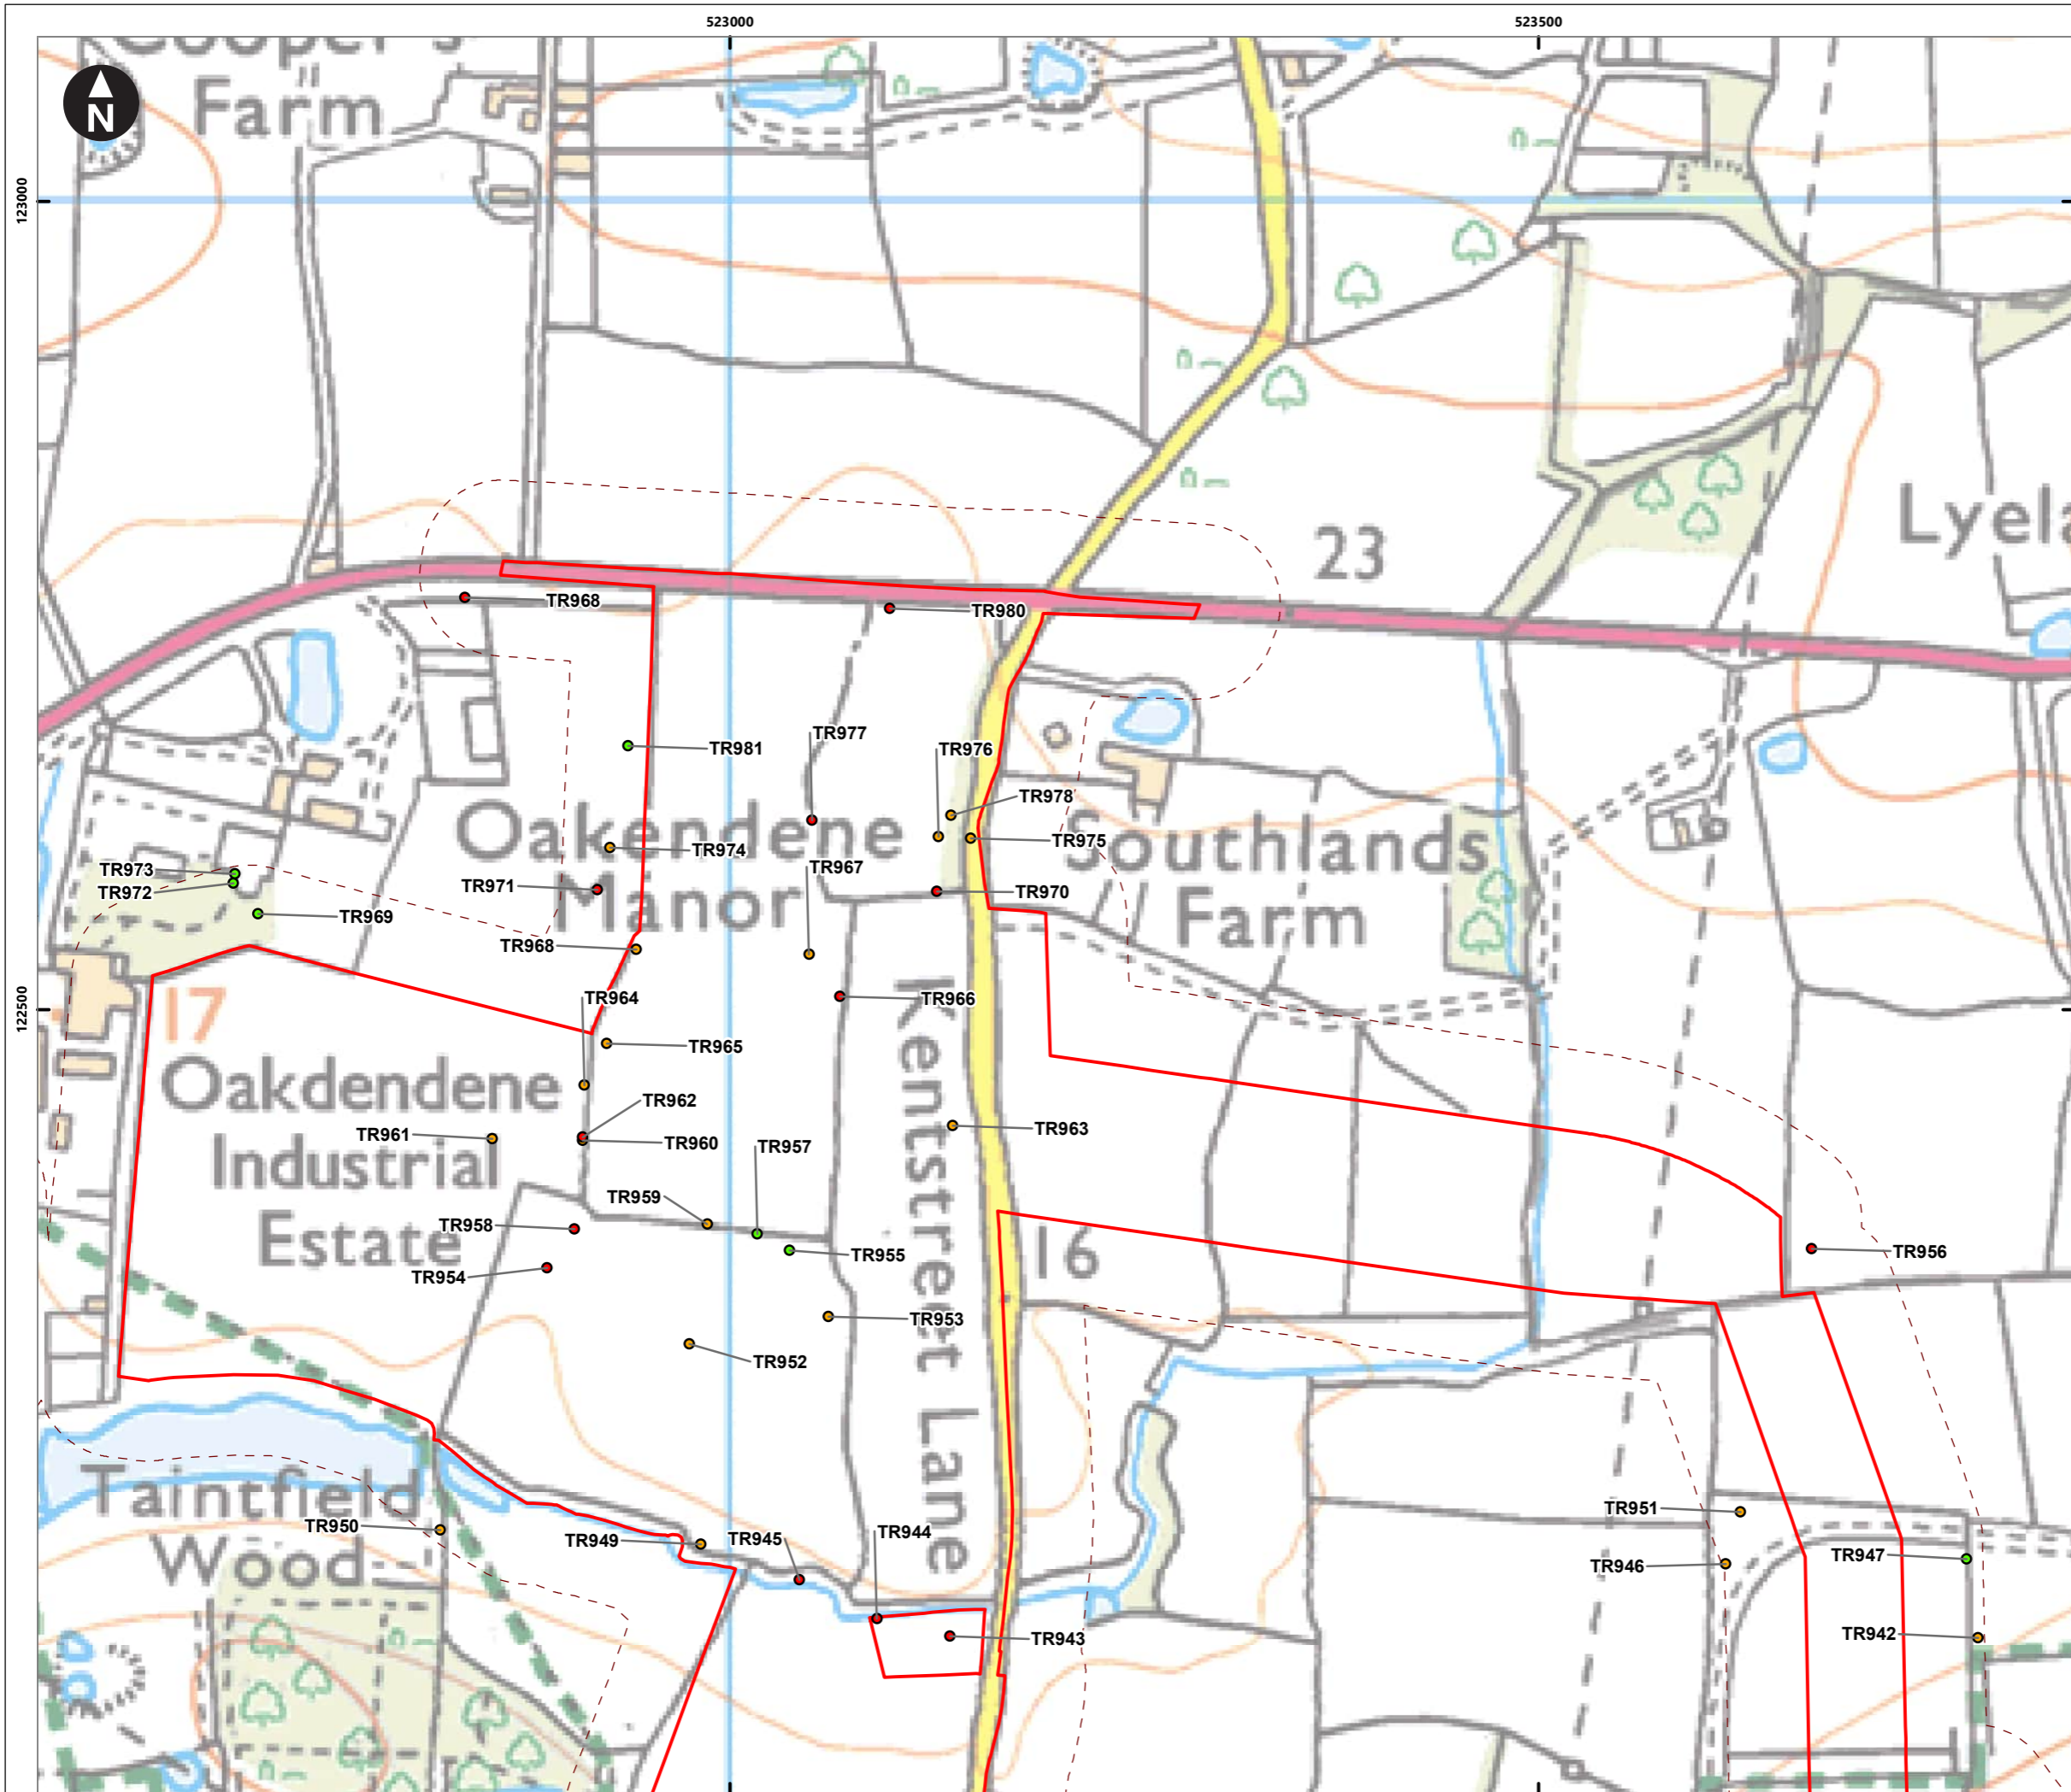 523000
523500
Cooper's
Farm
N
123000
23
Lyela
TR968
TR980
TR981
TR977
TR976
TR978
Oakendene
Manor
TR974
TR975
Southlands
Farm
TR973
TR972
TR971
TR967
TR970
TR969
TR968
122500
17
TR964
TR966
Kentstreet Lane
TR965
Oakdendene
Industrial
Estate
TR962
TR961
TR960
TR957
TR963
TR959
TR958
16
TR955
TR956
TR954
TR953
TR952
Taintfield
Wood
TR950
TR949
TR945
TR944
TR951
TR947
TR946
TR943
TR942